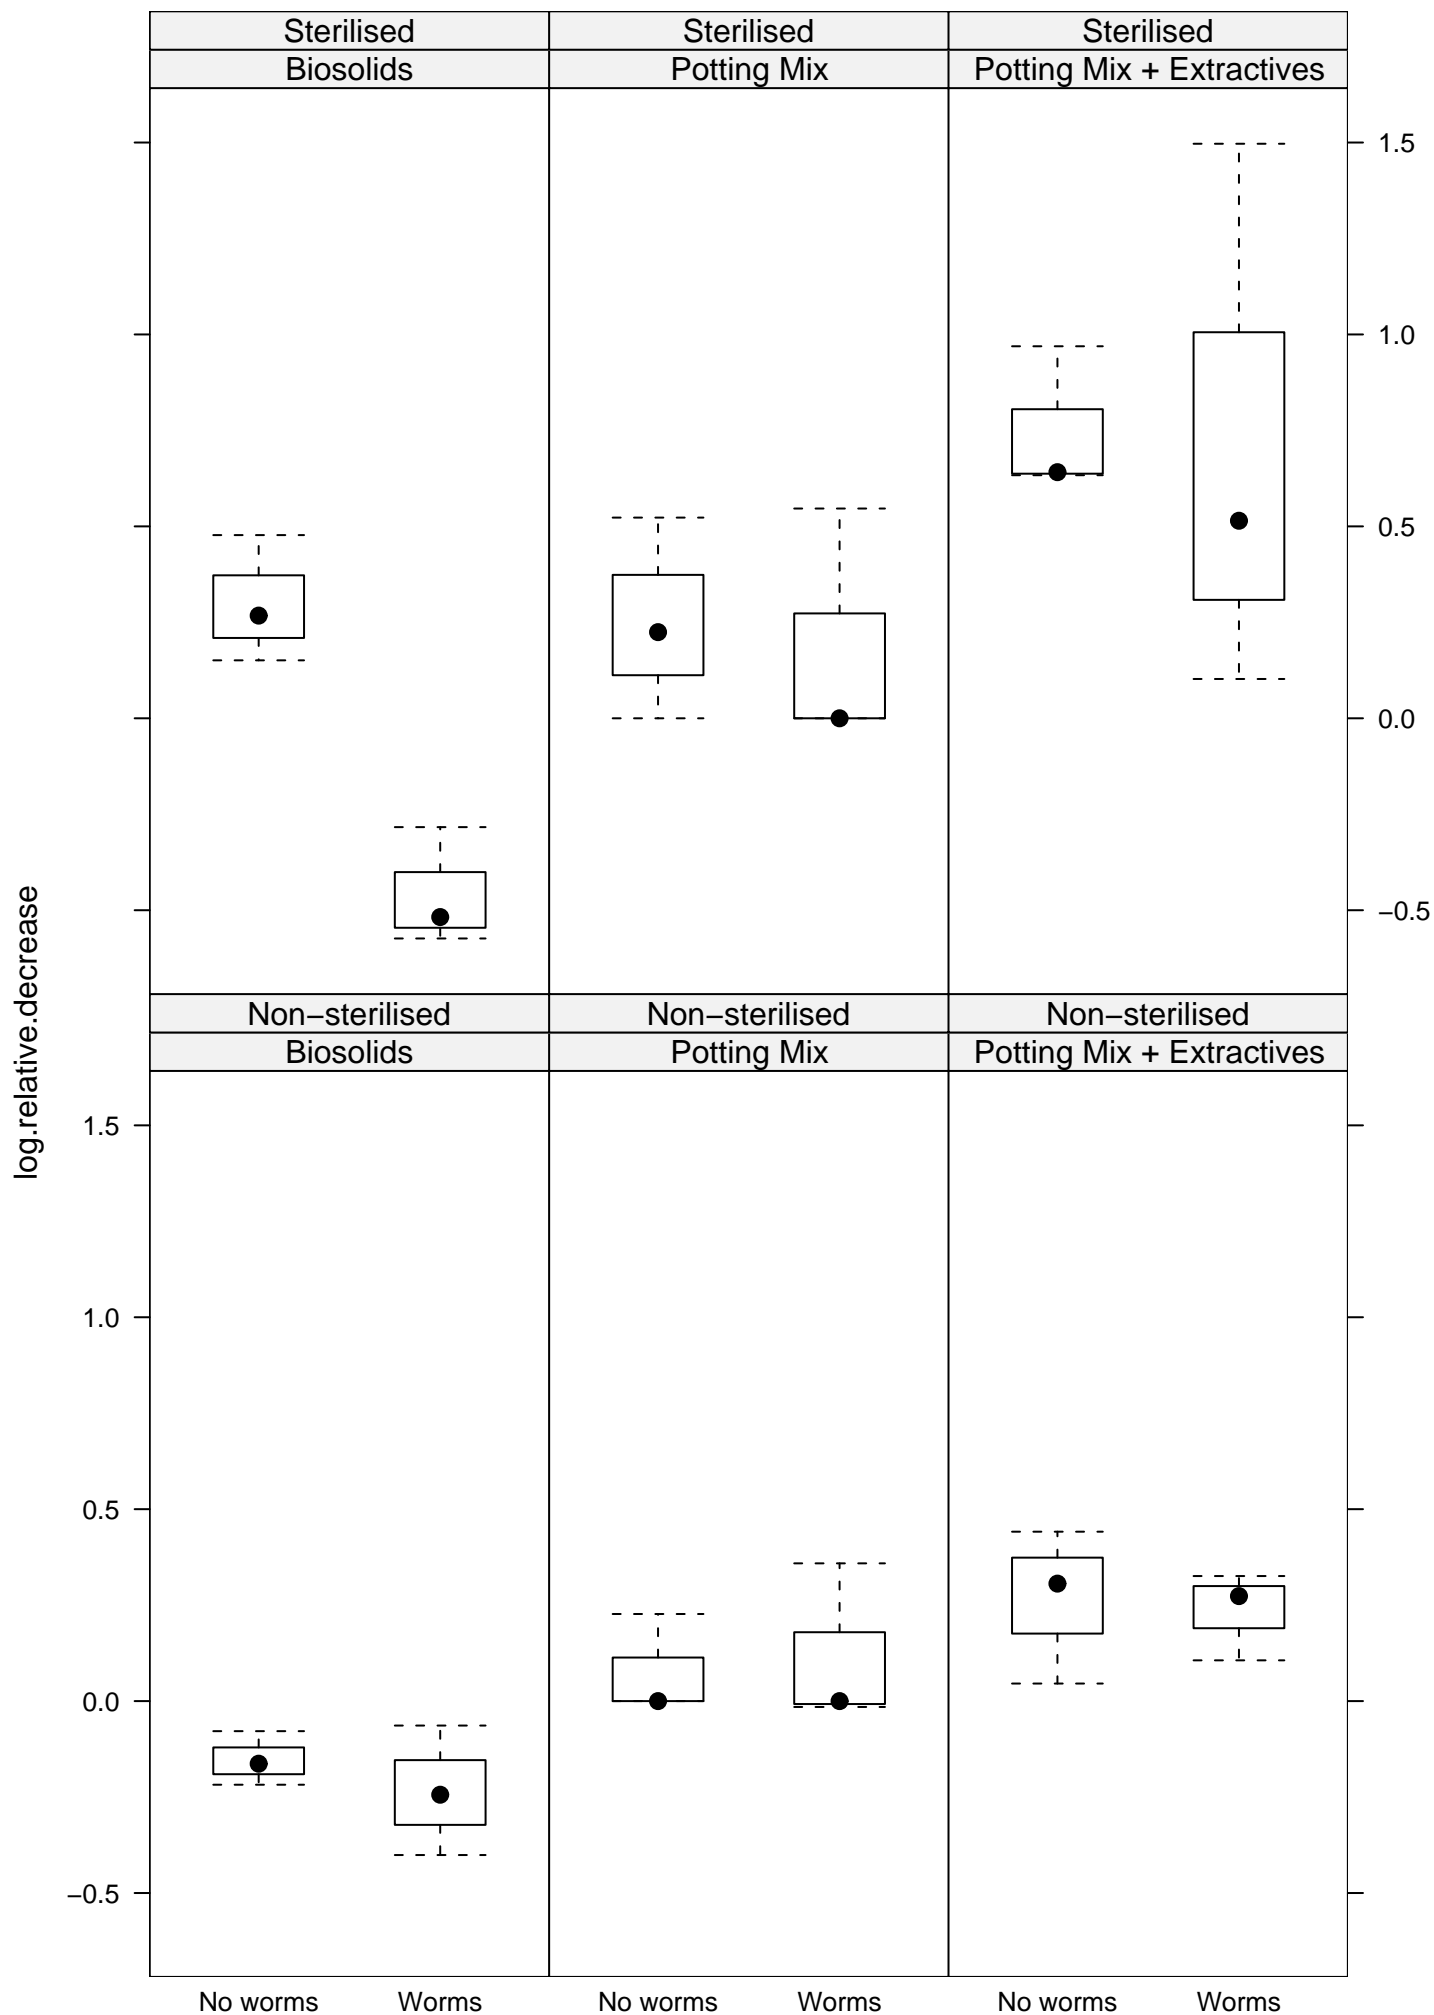 Sterilised Sterilised Sterilised
Biosolids Potting Mix Potting Mix + Extractives
1.5
1.0
0.5
0.0
−0.5
log.relative.decrease
Non−sterilised Non−sterilised Non−sterilised
Biosolids Potting Mix Potting Mix + Extractives
1.5
1.0
0.5
0.0
−0.5
No worms Worms No worms Worms No worms Worms